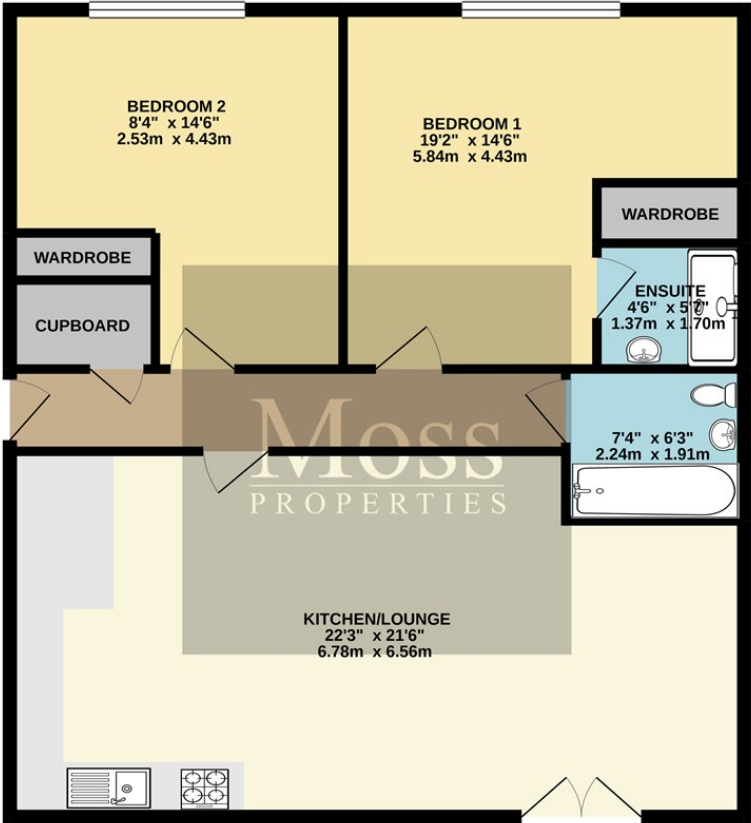 BEDROOM 2
8'4" x 14'6"
2.53m x 4.43m
BEDROOM 1
19'2" x 14'6"
5.84m x 4.43m
WARDROBE
WARDROBE
CUPBOARD
ENSUITE
4'6" x 5'7"
1.37m x 1.70m
7'4" x 6'3"
2.24m x 1.91m
Moss
PROPERTIES
KITCHEN/LOUNGE
22'3" x 21'6"
6.78m x 6.56m